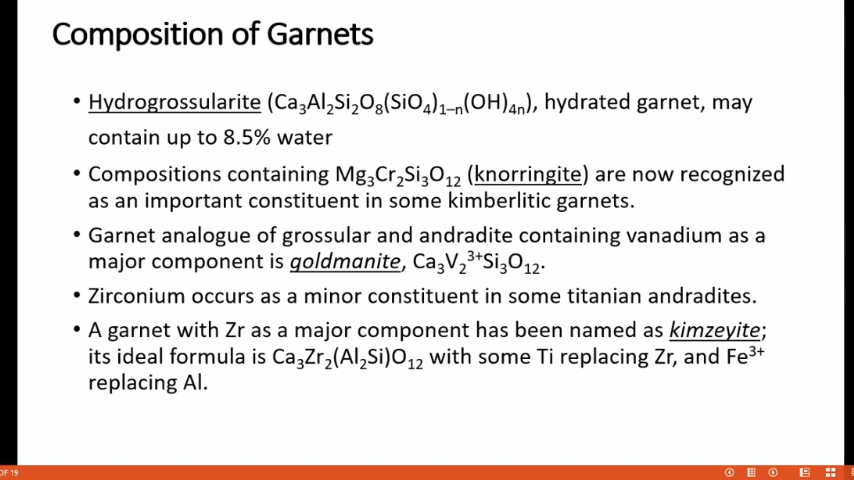 Composition of Garnets
• Hydrogrossularite (Ca₃Al₂Si₂O₈(SiO₄)₁₋ₙ(OH)₄ₙ), hydrated garnet, may
contain up to 8.5% water
• Compositions containing Mg₃Cr₂Si₃O₁₂ (knorringite) are now recognized
as an important constituent in some kimberlitic garnets.
• Garnet analogue of grossular and andradite containing vanadium as a
major component is goldmanite, Ca₃V₂³⁺Si₃O₁₂.
• Zirconium occurs as a minor constituent in some titanian andradites.
• A garnet with Zr as a major component has been named as kimzeyite;
its ideal formula is Ca₃Zr₂(Al₂Si)O₁₂ with some Ti replacing Zr, and Fe³⁺
replacing Al.
OF 19